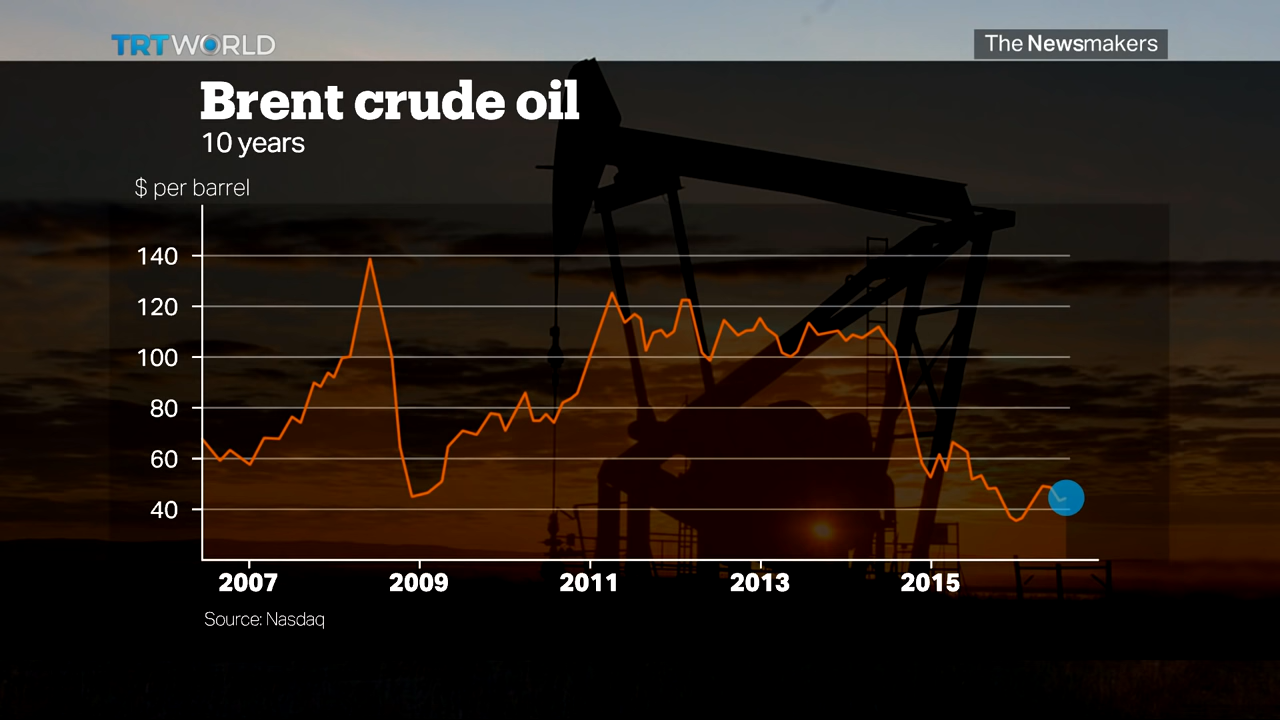 TRT WORLD
The Newsmakers
Brent crude oil
10 years
$ per barrel
140
120
100
80
60
40
2007 2009 2011 2013 2015
Source: Nasdaq